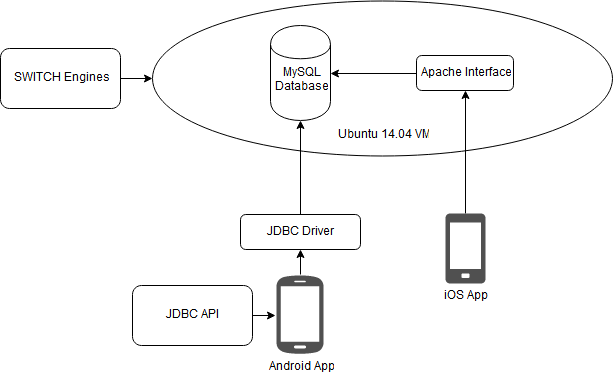 SWITCH Engines
MySQL
Database
Apache Interface
Ubuntu 14.04 VM
JDBC Driver
iOS App
JDBC API
Android App